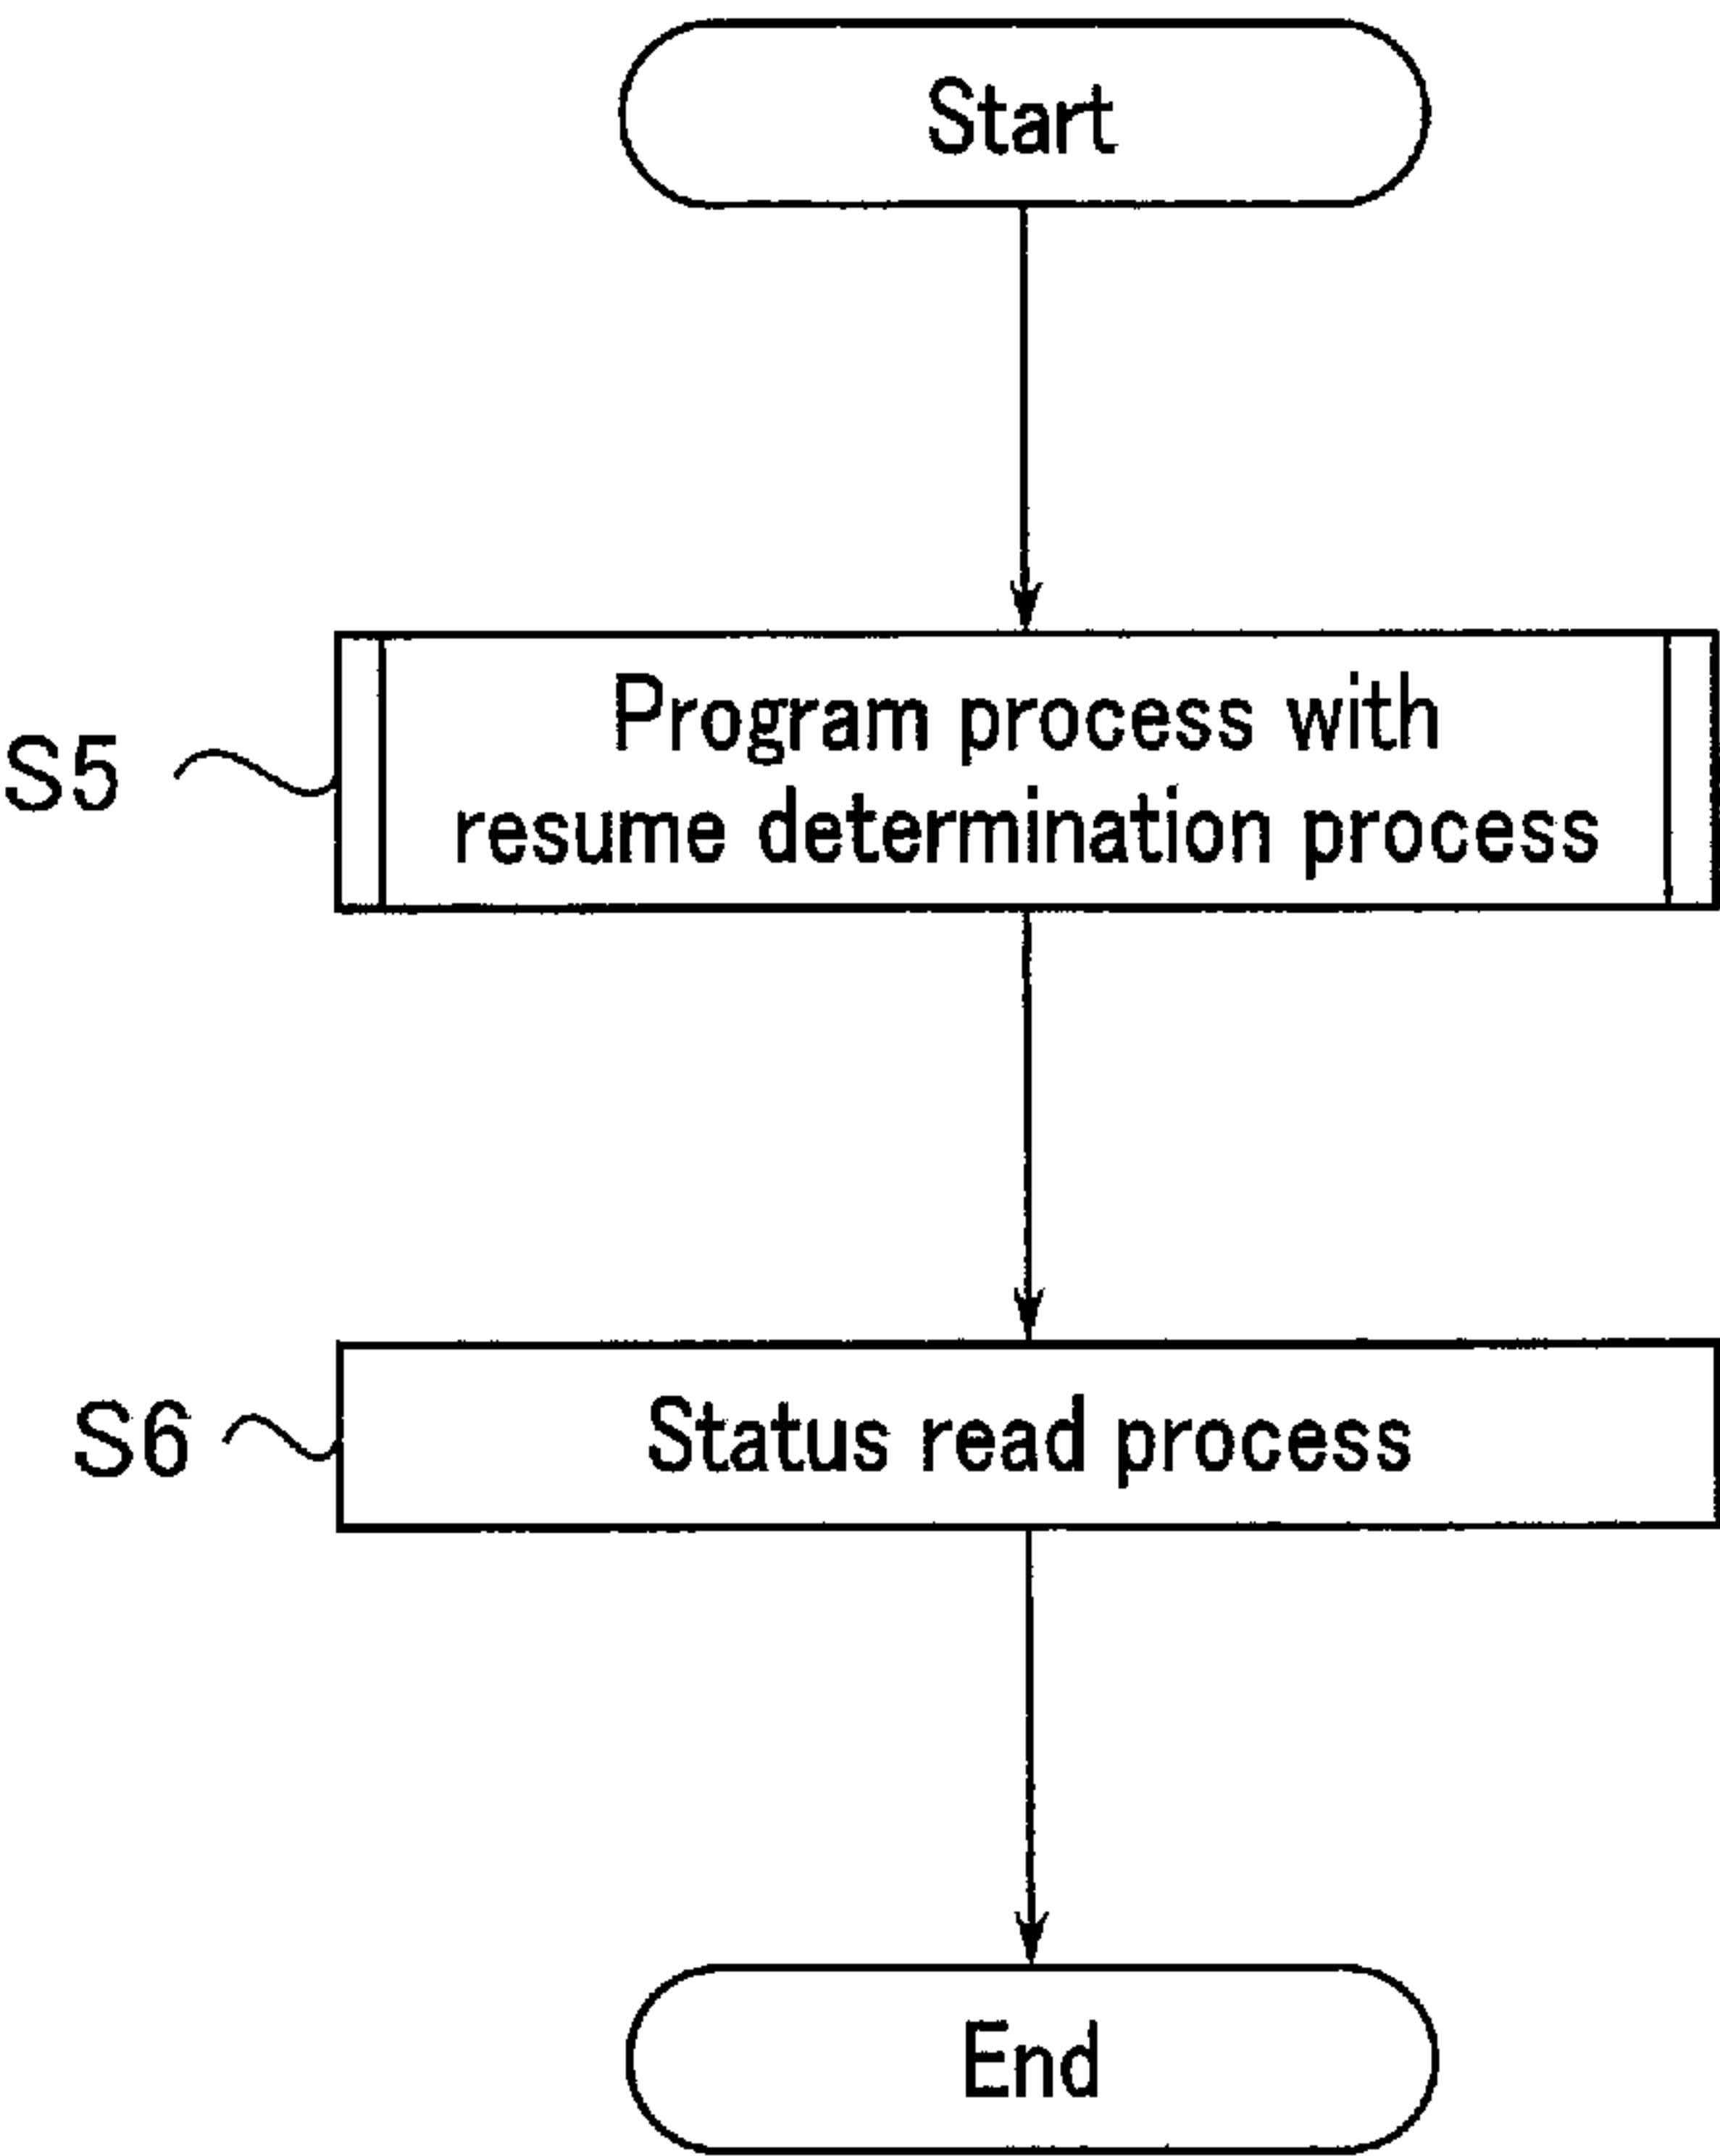 Start
S5
Program process with
resume determination process
S6
Status read process
End